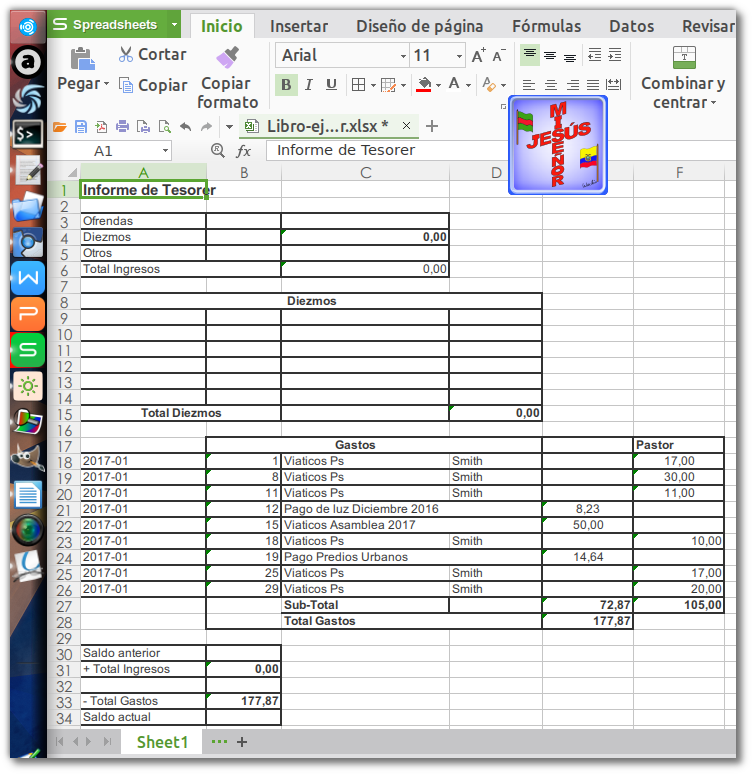 S Spreadsheets
Inicio Insertar Diseño de página Fórmulas Datos Revisar
Pegar Cortar Copiar Copiar formato Arial 11 A+ A- Combinar y centrar
B I U A
Libro-ej...r.xlsx * × +
A1 fx Informe de Tesorer
MI SEÑOR
JESÚS
A B C D F
1 Informe de Tesorer
2
3 Ofrendas
4 Diezmos 0,00
5 Otros
6 Total Ingresos 0,00
7
8 Diezmos
9
10
11
12
13
14
15 Total Diezmos 0,00
16
17 Gastos Pastor
18 2017-01 1 Viaticos Ps Smith 17,00
19 2017-01 8 Viaticos Ps Smith 30,00
20 2017-01 11 Viaticos Ps Smith 11,00
21 2017-01 12 Pago de luz Diciembre 2016 8,23
22 2017-01 15 Viaticos Asamblea 2017 50,00
23 2017-01 18 Viaticos Ps Smith 10,00
24 2017-01 19 Pago Predios Urbanos 14,64
25 2017-01 25 Viaticos Ps Smith 17,00
26 2017-01 29 Viaticos Ps Smith 20,00
27 Sub-Total 72,87 105,00
28 Total Gastos 177,87
29
30 Saldo anterior
31 + Total Ingresos 0,00
32
33 - Total Gastos 177,87
34 Saldo actual
Sheet1 ... +
a
$>
W
P
S